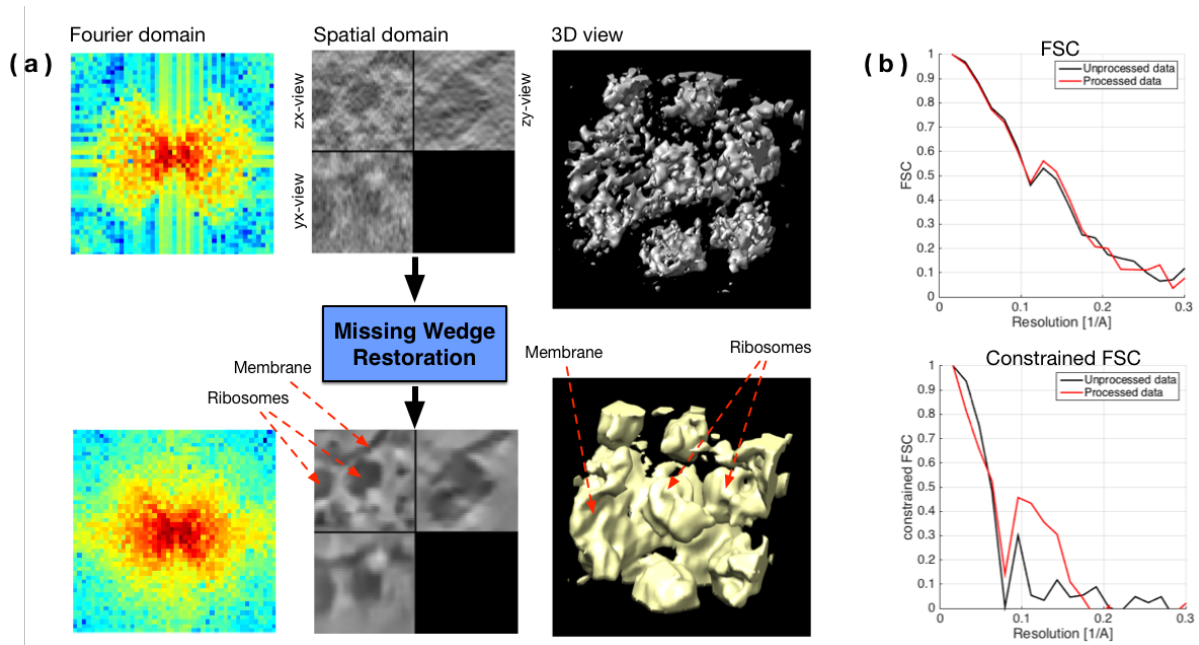 ( a )
Fourier domain
Spatial domain
3D view
zx-view
zy-view
yx-view
Missing Wedge
Restoration
Membrane
Ribosomes
Membrane
Ribosomes
( b )
FSC
Unprocessed data
Processed data
1
0.9
0.8
0.7
0.6
0.5
0.4
0.3
0.2
0.1
0
FSC
0
0.1
0.2
0.3
Resolution [1/A]
Constrained FSC
Unprocessed data
Processed data
1
0.9
0.8
0.7
0.6
0.5
0.4
0.3
0.2
0.1
0
constrained FSC
0
0.1
0.2
0.3
Resolution [1/A]